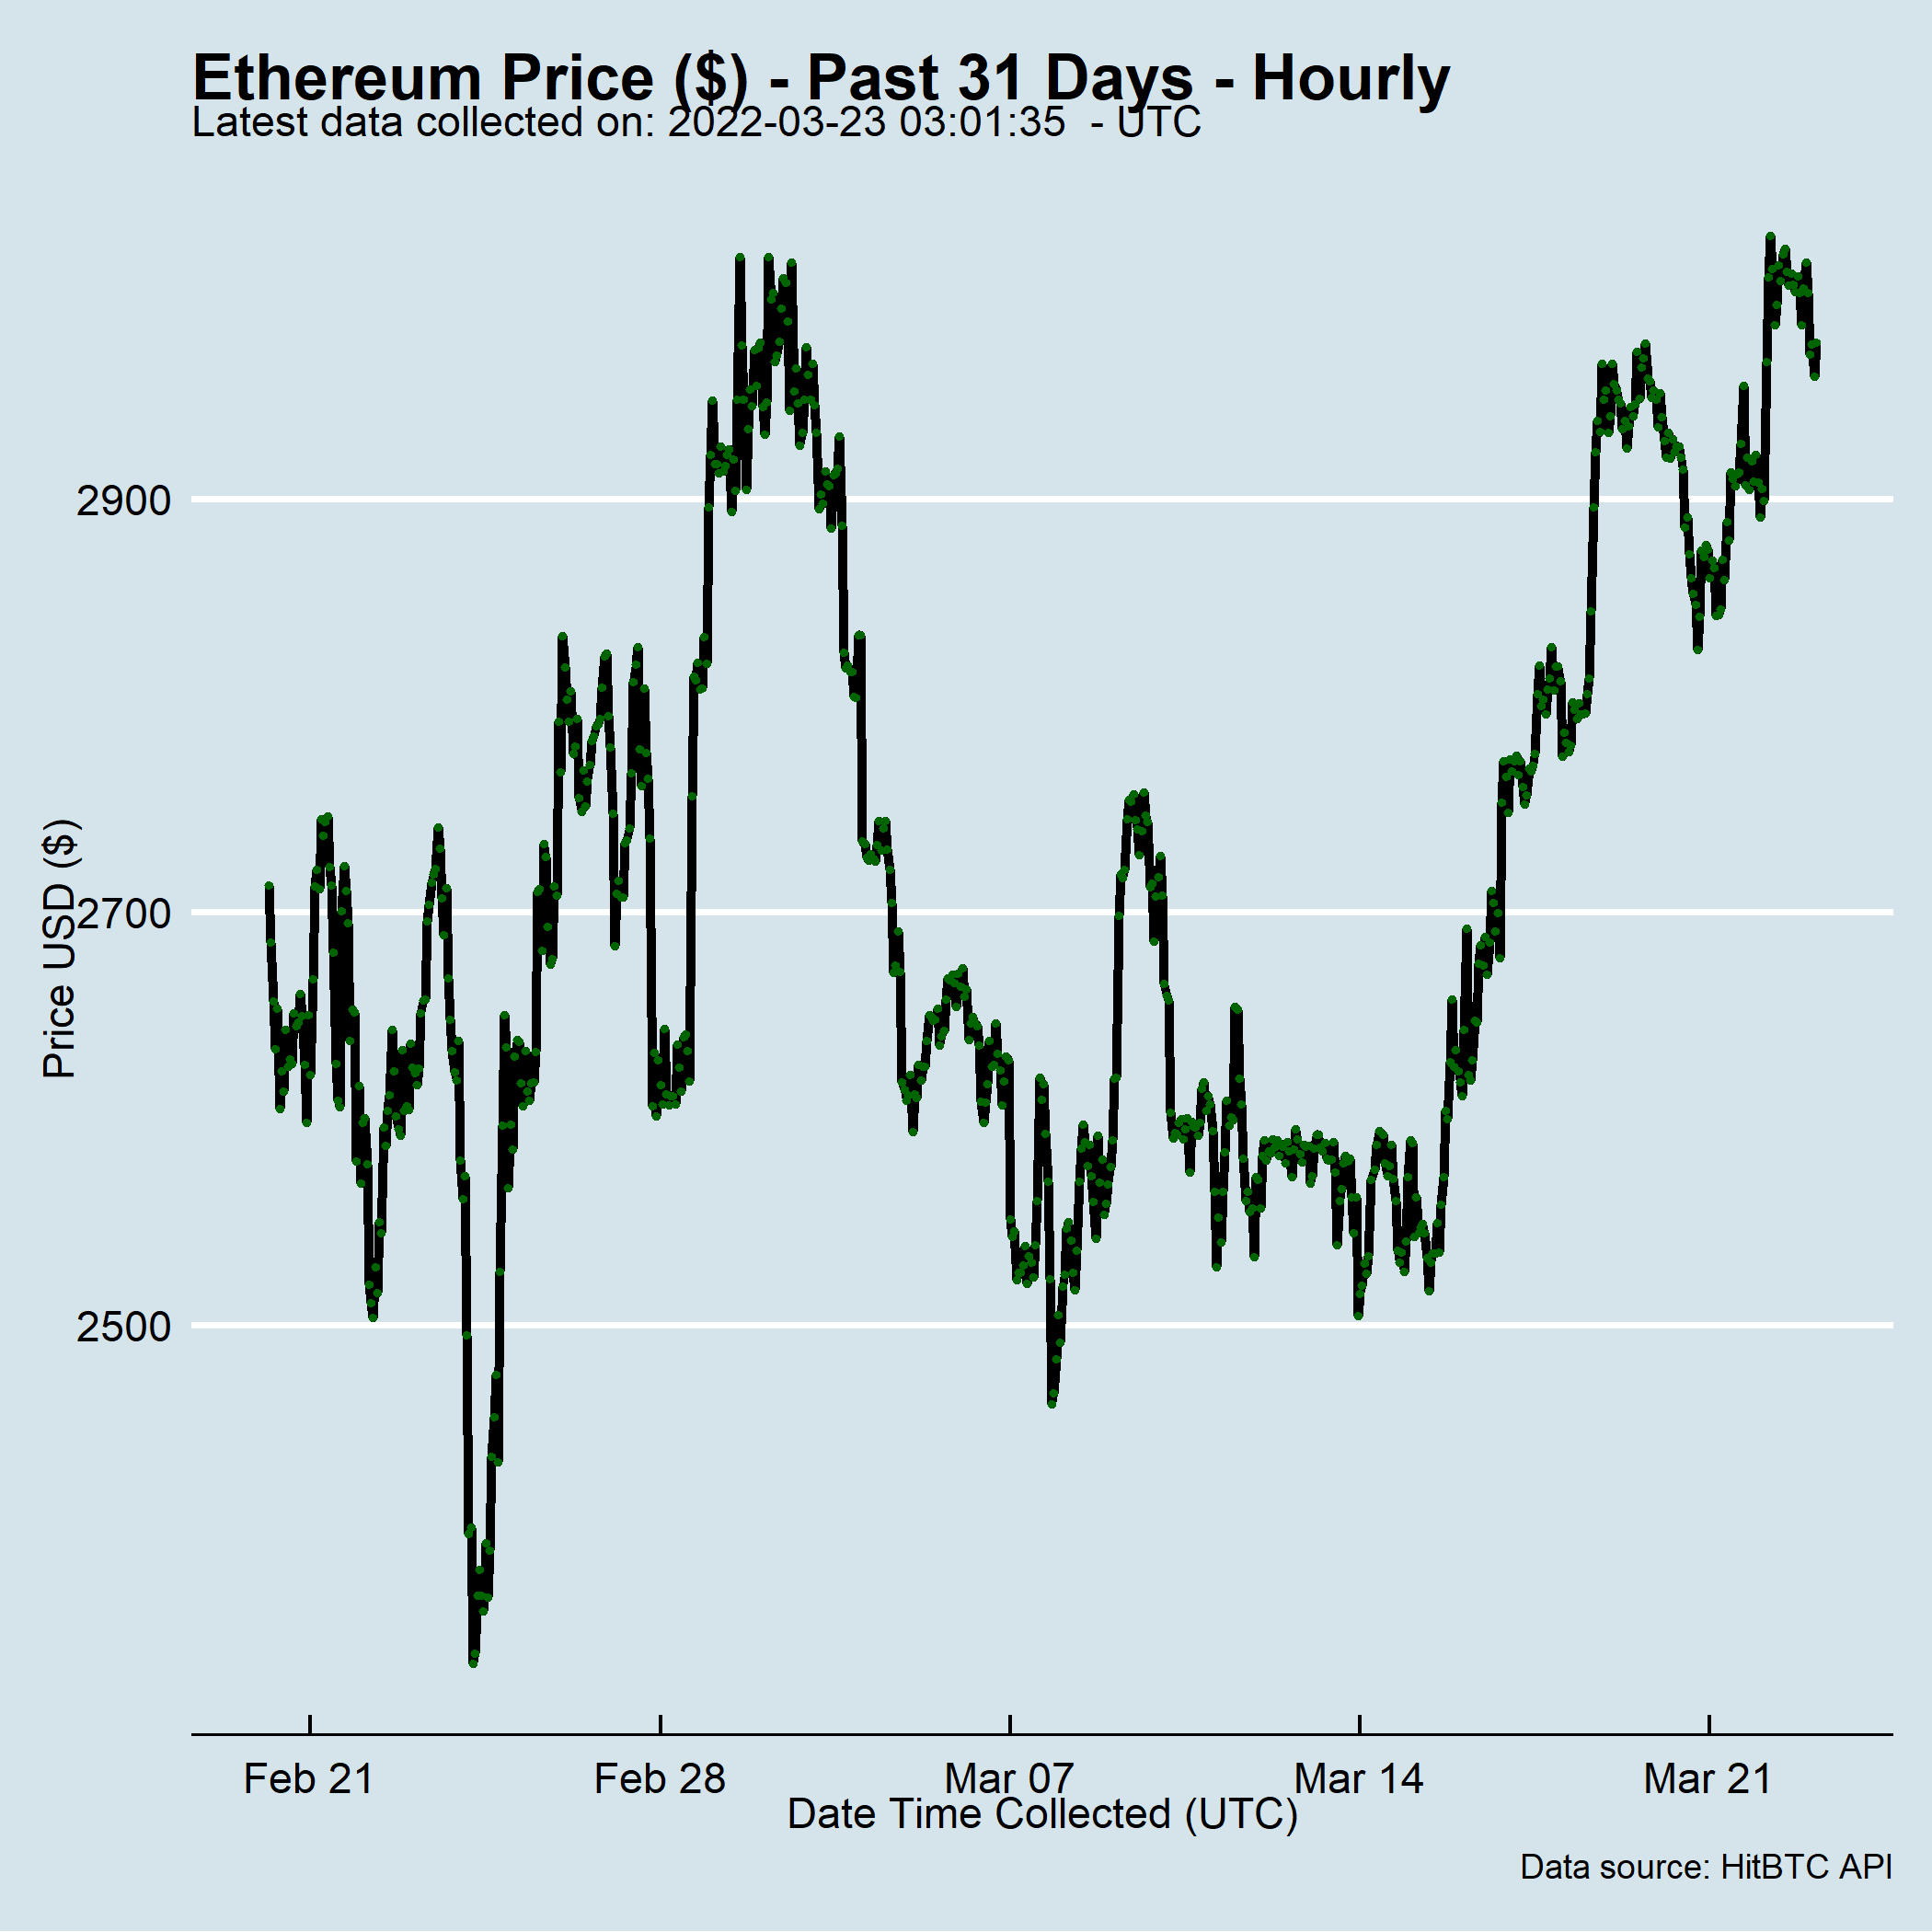 Ethereum Price ($) - Past 31 Days - Hourly
Latest data collected on: 2022-03-23 03:01:35  - UTC
Price USD ($)
2900
2700
2500
Feb 21
Feb 28
Mar 07
Mar 14
Mar 21
Date Time Collected (UTC)
Data source: HitBTC API